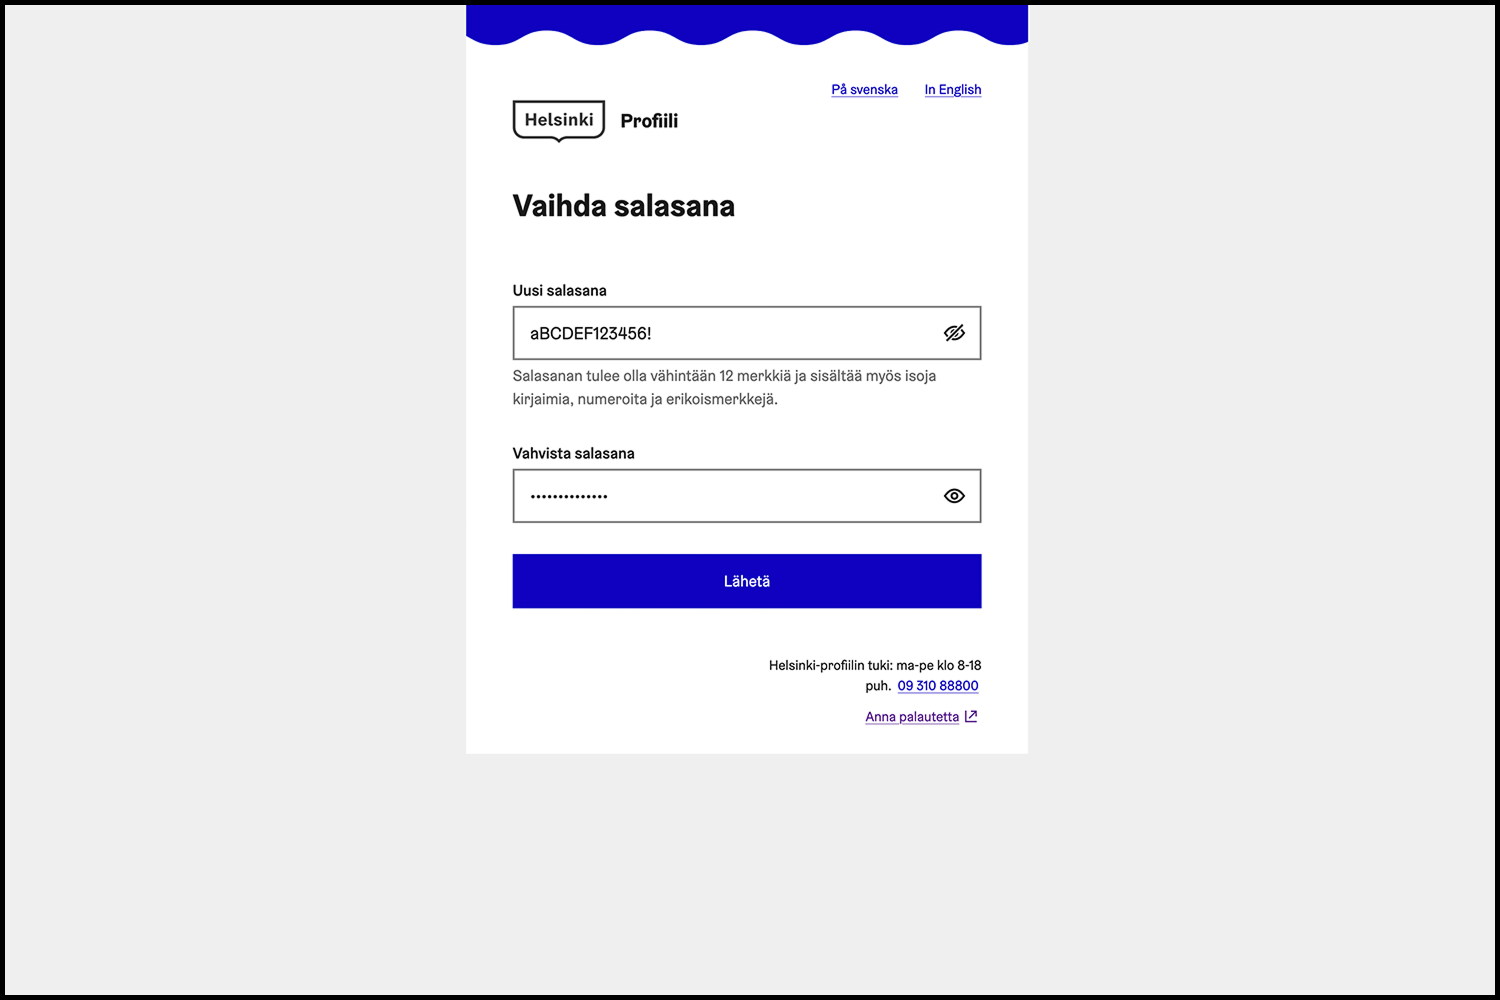 På svenska In English
Helsinki Profiili
Vaihda salasana
Uusi salasana
aBCDEF123456!
Salasanan tulee olla vähintään 12 merkkiä ja sisältää myös isoja
kirjaimia, numeroita ja erikoismerkkejä.
Vahvista salasana
••••••••••••••
Lähetä
Helsinki-profiilin tuki: ma-pe klo 8-18
puh. 09 310 88800
Anna palautetta